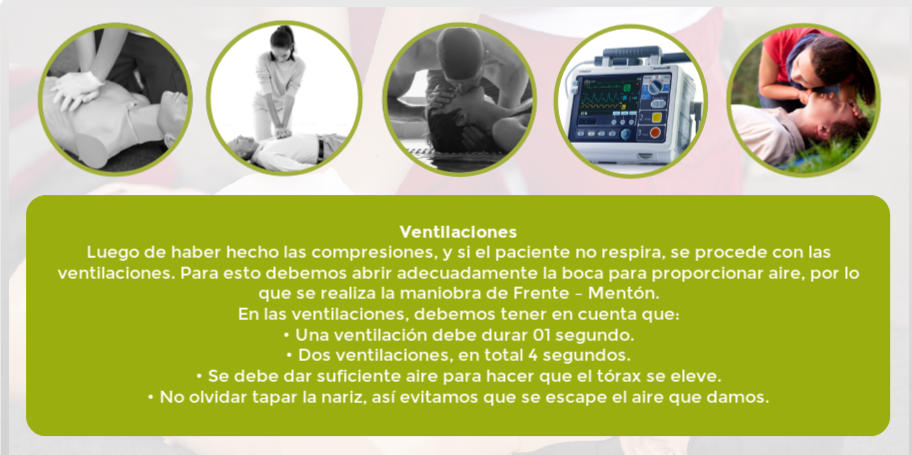 Ventilaciones
Luego de haber hecho las compresiones, y si el paciente no respira, se procede con las
ventilaciones. Para esto debemos abrir adecuadamente la boca para proporcionar aire, por lo
que se realiza la maniobra de Frente – Mentón.
En las ventilaciones, debemos tener en cuenta que:
• Una ventilación debe durar 01 segundo.
• Dos ventilaciones, en total 4 segundos.
• Se debe dar suficiente aire para hacer que el tórax se eleve.
• No olvidar tapar la nariz, así evitamos que se escape el aire que damos.